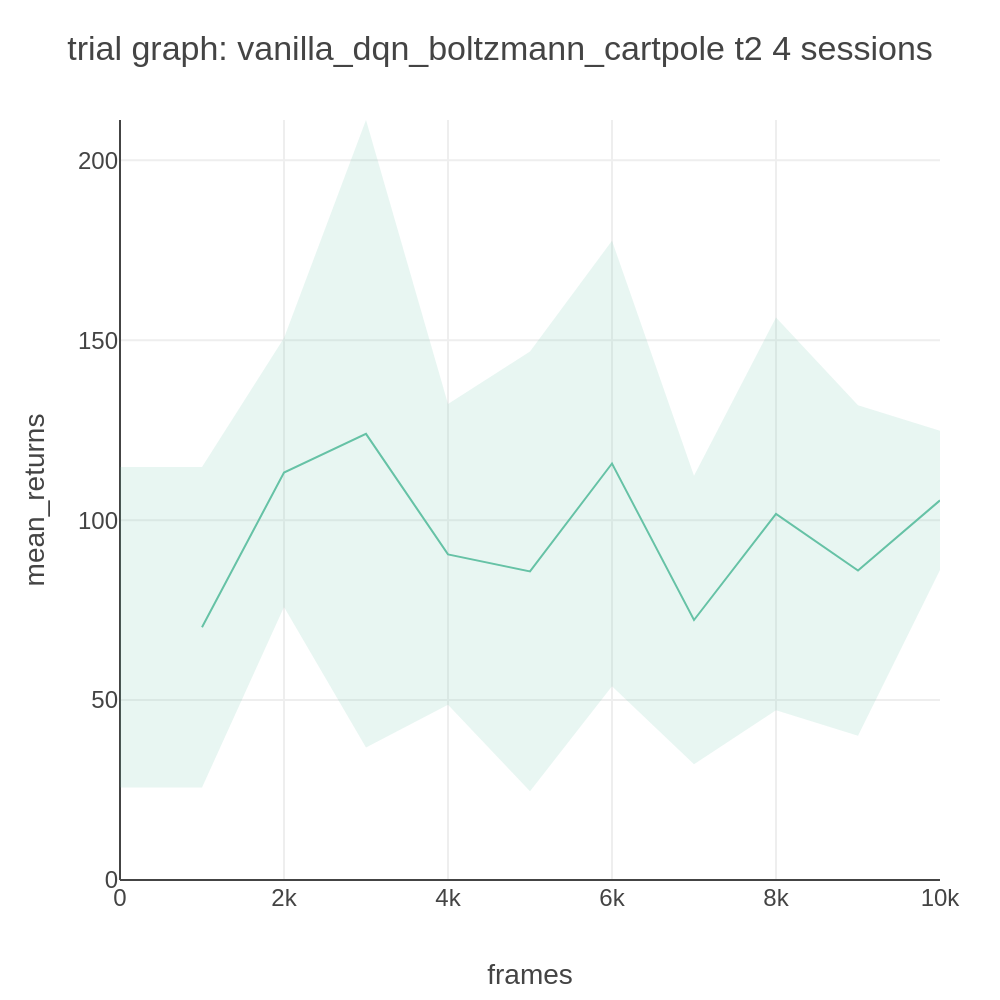 trial graph: vanilla_dqn_boltzmann_cartpole t2 4 sessions
200
150
100
50
0
0 2k 4k 6k 8k 10k
mean_returns
frames